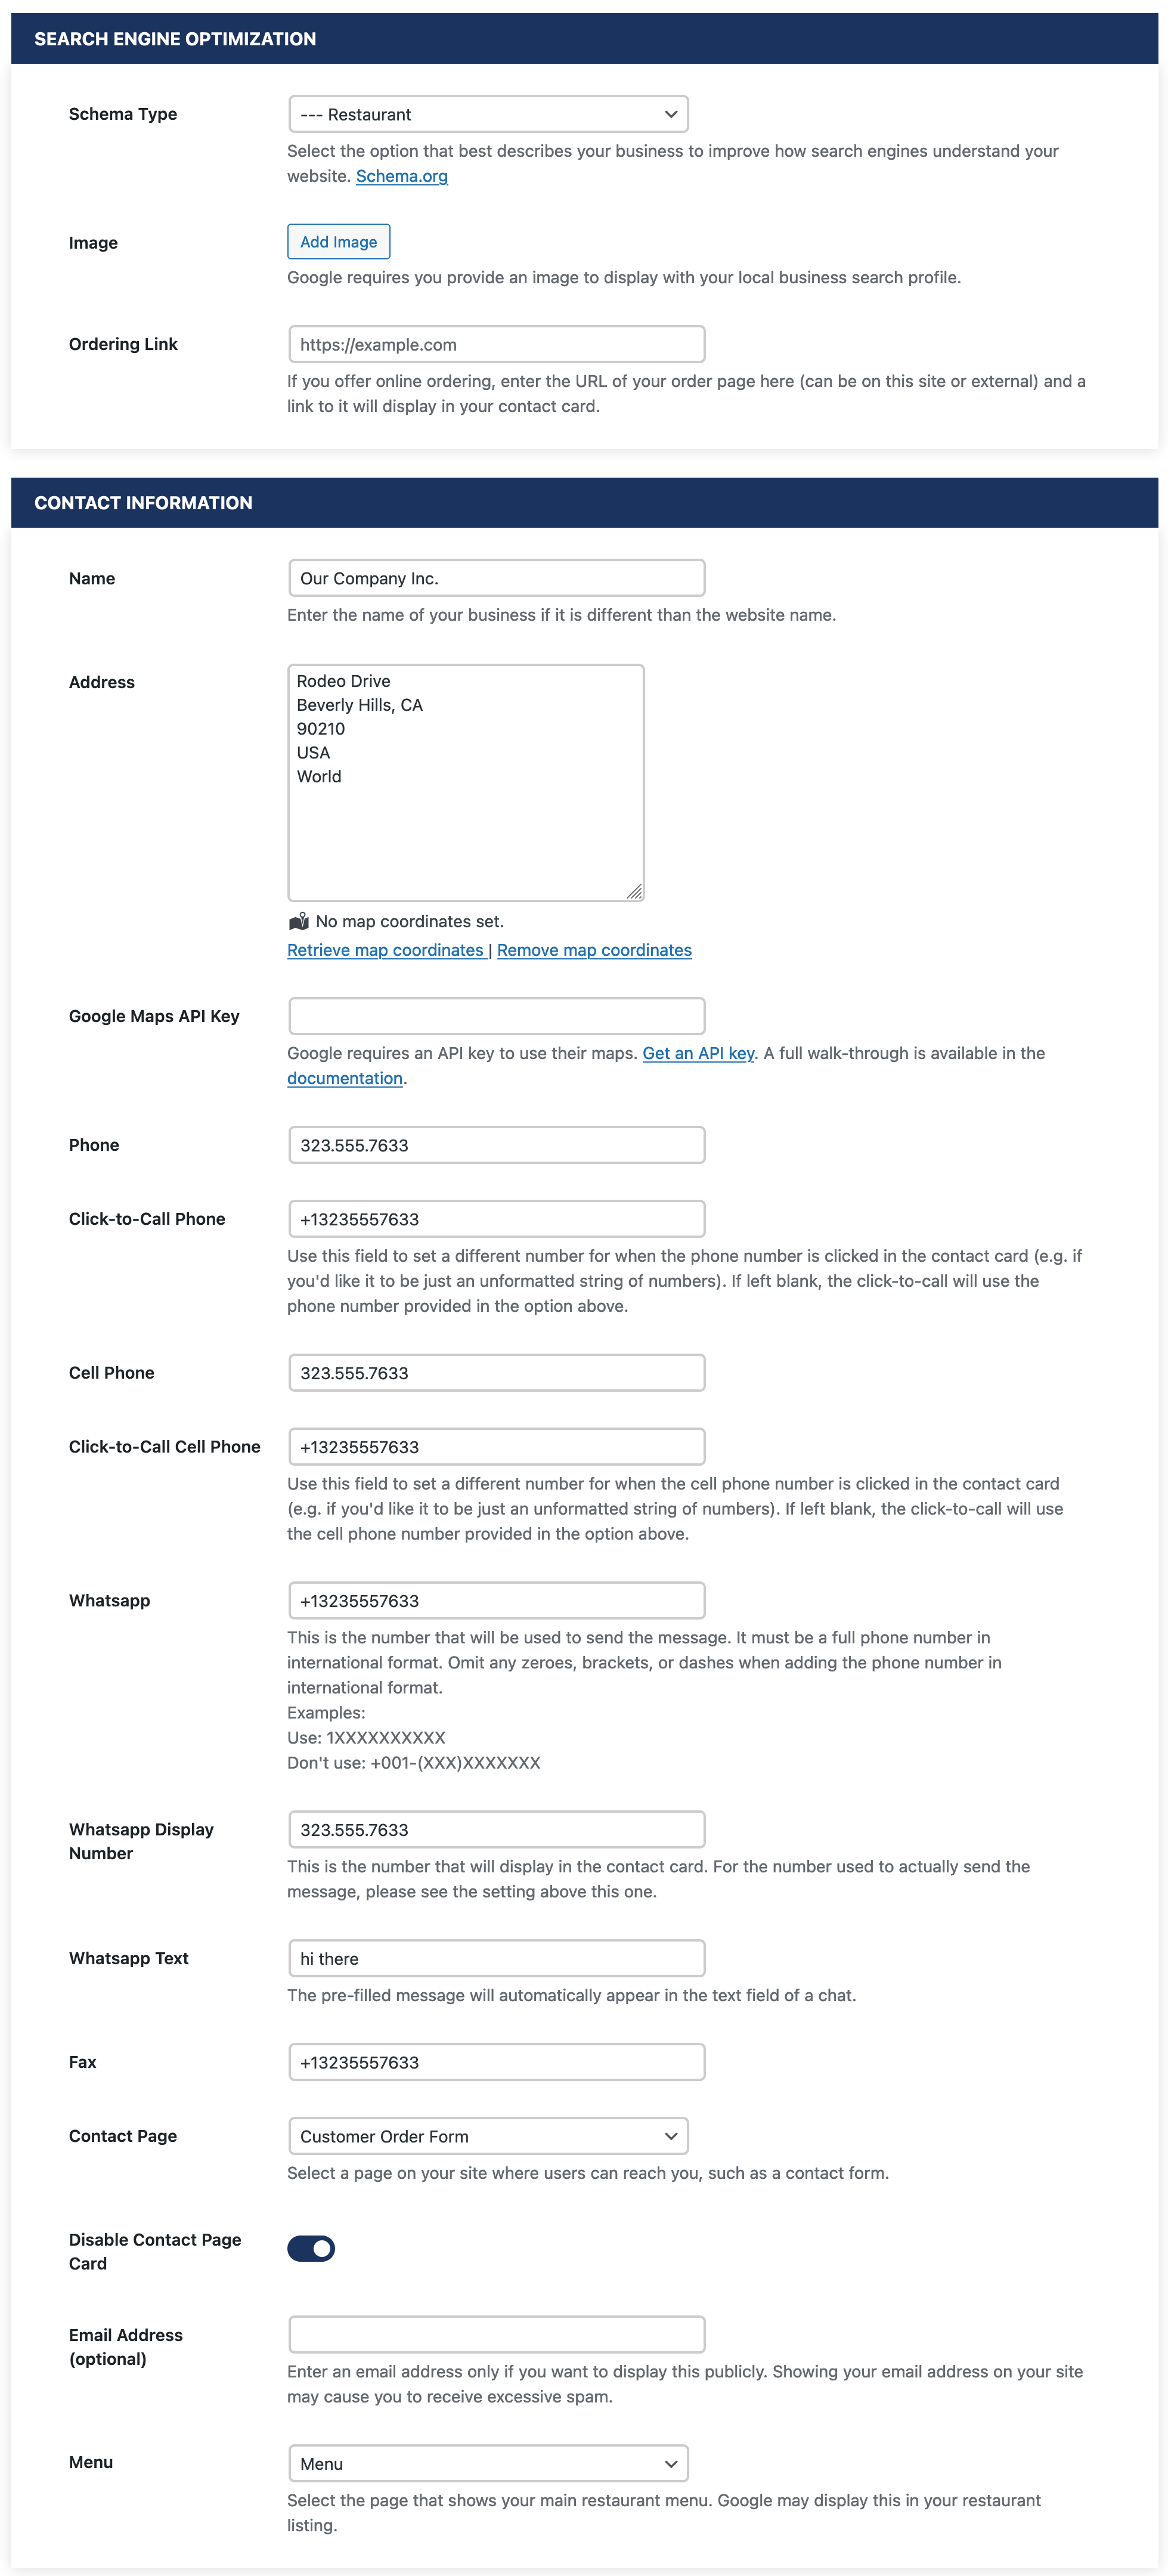 SEARCH ENGINE OPTIMIZATION
Schema Type
--- Restaurant
Select the option that best describes your business to improve how search engines understand your
website. Schema.org
Image
Add Image
Google requires you provide an image to display with your local business search profile.
Ordering Link
https://example.com
If you offer online ordering, enter the URL of your order page here (can be on this site or external) and a
link to it will display in your contact card.
CONTACT INFORMATION
Name
Our Company Inc.
Enter the name of your business if it is different than the website name.
Address
Rodeo Drive
Beverly Hills, CA
90210
USA
World
No map coordinates set.
Retrieve map coordinates | Remove map coordinates
Google Maps API Key
Google requires an API key to use their maps. Get an API key. A full walk-through is available in the
documentation.
Phone
323.555.7633
Click-to-Call Phone
+13235557633
Use this field to set a different number for when the phone number is clicked in the contact card (e.g. if
you'd like it to be just an unformatted string of numbers). If left blank, the click-to-call will use the
phone number provided in the option above.
Cell Phone
323.555.7633
Click-to-Call Cell Phone
+13235557633
Use this field to set a different number for when the cell phone number is clicked in the contact card
(e.g. if you'd like it to be just an unformatted string of numbers). If left blank, the click-to-call will use
the cell phone number provided in the option above.
Whatsapp
+13235557633
This is the number that will be used to send the message. It must be a full phone number in
international format. Omit any zeroes, brackets, or dashes when adding the phone number in
international format.
Examples:
Use: 1XXXXXXXXXX
Don't use: +001-(XXX)XXXXXXX
Whatsapp Display
Number
323.555.7633
This is the number that will display in the contact card. For the number used to actually send the
message, please see the setting above this one.
Whatsapp Text
hi there
The pre-filled message will automatically appear in the text field of a chat.
Fax
+13235557633
Contact Page
Customer Order Form
Select a page on your site where users can reach you, such as a contact form.
Disable Contact Page
Card
Email Address
(optional)
Enter an email address only if you want to display this publicly. Showing your email address on your site
may cause you to receive excessive spam.
Menu
Menu
Select the page that shows your main restaurant menu. Google may display this in your restaurant
listing.